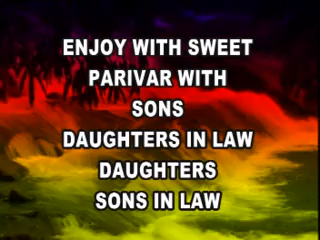 ENJOY WITH SWEET
PARIVAR WITH
SONS
DAUGHTERS IN LAW
DAUGHTERS
SONS IN LAW